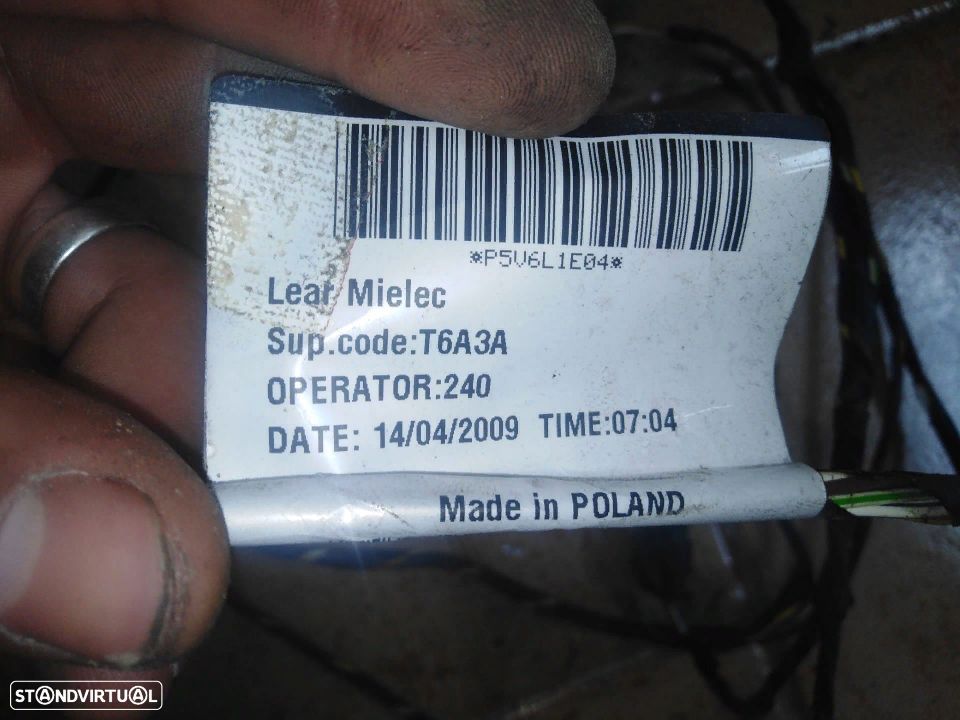 *P5V6L1E04*
Lear Mielec
Sup.code:T6A3A
OPERATOR:240
DATE: 14/04/2009 TIME:07:04
Made in POLAND
STANDVIRTUAL